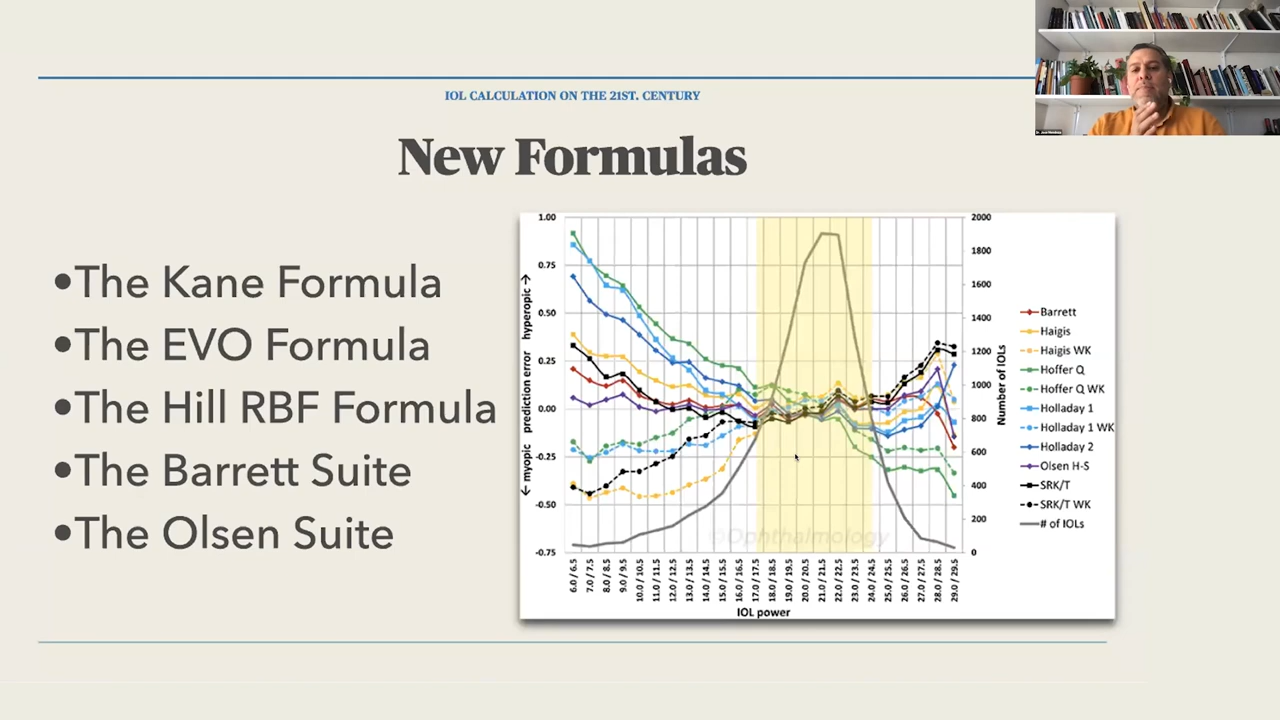 IOL CALCULATION ON THE 21ST. CENTURY
New Formulas
•The Kane Formula
•The EVO Formula
•The Hill RBF Formula
•The Barrett Suite
•The Olsen Suite
← myopic prediction error hyperopic →
1.00
0.75
0.50
0.25
0.00
-0.25
-0.50
-0.75
2000
1800
1600
1400
1200
1000
800
600
400
200
0
Number of IOLs
6.0 / 6.5
7.0 / 7.5
8.0 / 8.5
9.0 / 9.5
10.0 / 10.5
11.0 / 11.5
12.0 / 12.5
13.0 / 13.5
14.0 / 14.5
15.0 / 15.5
16.0 / 16.5
17.0 / 17.5
18.0 / 18.5
19.0 / 19.5
20.0 / 20.5
21.0 / 21.5
22.0 / 22.5
23.0 / 23.5
24.0 / 24.5
25.0 / 25.5
26.0 / 26.5
27.0 / 27.5
28.0 / 28.5
29.0 / 29.5
IOL power
Barrett
Haigis
Haigis WK
Hoffer Q
Hoffer Q WK
Holladay 1
Holladay 1 WK
Holladay 2
Olsen H-S
SRK/T
SRK/T WK
# of IOLs
©Ophthalmology